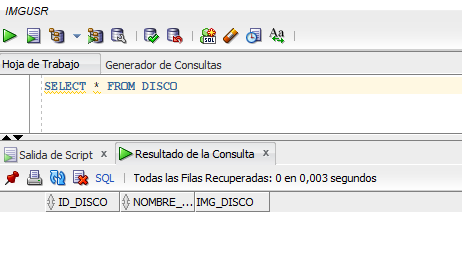 IMGUSR
Hoja de Trabajo Generador de Consultas
SELECT * FROM DISCO
Salida de Script x Resultado de la Consulta x
SQL | Todas las Filas Recuperadas: 0 en 0,003 segundos
ID_DISCO NOMBRE_... IMG_DISCO